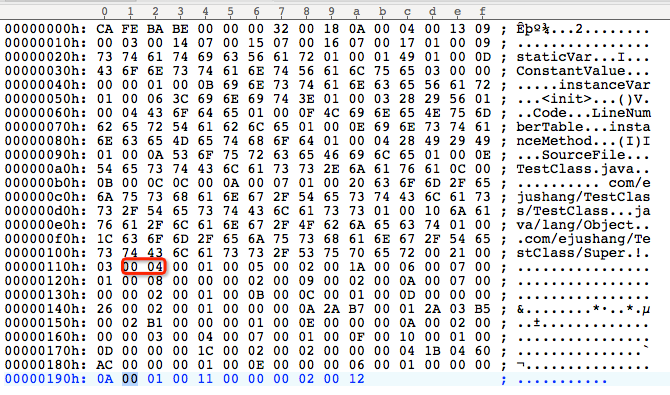 0 1 2 3 4 5 6 7 8 9 a b c d e f
00000000h: CA FE BA BE 00 00 00 32 00 18 0A 00 04 00 13 09 ; Êþº¾...2........
00000010h: 00 03 00 14 07 00 15 07 00 16 07 00 17 01 00 09 ; ................
00000020h: 73 74 61 74 69 63 56 61 72 01 00 01 49 01 00 0D ; staticVar...I...
00000030h: 43 6F 6E 73 74 61 6E 74 56 61 6C 75 65 03 00 00 ; ConstantValue...
00000040h: 00 00 01 00 0B 69 6E 73 74 61 6E 63 65 56 61 72 ; .....instanceVar
00000050h: 01 00 06 3C 69 6E 69 74 3E 01 00 03 28 29 56 01 ; ...<init>...()V.
00000060h: 00 04 43 6F 64 65 01 00 0F 4C 69 6E 65 4E 75 6D ; ..Code...LineNum
00000070h: 62 65 72 54 61 62 6C 65 01 00 0E 69 6E 73 74 61 ; berTable...insta
00000080h: 6E 63 65 4D 65 74 68 6F 64 01 00 04 28 49 29 49 ; nceMethod...(I)I
00000090h: 01 00 0A 53 6F 75 72 63 65 46 69 6C 65 01 00 0E ; ...SourceFile...
000000a0h: 54 65 73 74 43 6C 61 73 73 2E 6A 61 76 61 0C 00 ; TestClass.java..
000000b0h: 0B 00 0C 0C 00 0A 00 07 01 00 20 63 6F 6D 2F 65 ; .......... com/e
000000c0h: 6A 75 73 68 61 6E 67 2F 54 65 73 74 43 6C 61 73 ; jushang/TestClas
000000d0h: 73 2F 54 65 73 74 43 6C 61 73 73 01 00 10 6A 61 ; s/TestClass...ja
000000e0h: 76 61 2F 6C 61 6E 67 2F 4F 62 6A 65 63 74 01 00 ; va/lang/Object..
000000f0h: 1C 63 6F 6D 2F 65 6A 75 73 68 61 6E 67 2F 54 65 ; .com/ejushang/Te
00000100h: 73 74 43 6C 61 73 73 2F 53 75 70 65 72 00 21 00 ; stClass/Super.!.
00000110h: 03 00 04 00 01 00 05 00 02 00 1A 00 06 00 07 00 ; ................
00000120h: 01 00 08 00 00 00 02 00 09 00 02 00 0A 00 07 00 ; ................
00000130h: 00 00 02 00 01 00 0B 00 0C 00 01 00 0D 00 00 00 ; ................
00000140h: 26 00 02 00 01 00 00 00 0A 2A B7 00 01 2A 03 B5 ; &........*·..*.µ
00000150h: 00 02 B1 00 00 00 01 00 0E 00 00 00 0A 00 02 00 ; ..±.............
00000160h: 00 00 03 00 04 00 07 00 01 00 0F 00 10 00 01 00 ; ................
00000170h: 0D 00 00 00 1C 00 02 00 02 00 00 00 04 1B 04 60 ; ...............`
00000180h: AC 00 00 00 01 00 0E 00 00 00 06 00 01 00 00 00 ; ¬...............
00000190h: 0A 00 01 00 11 00 00 00 02 00 12 ; ...........